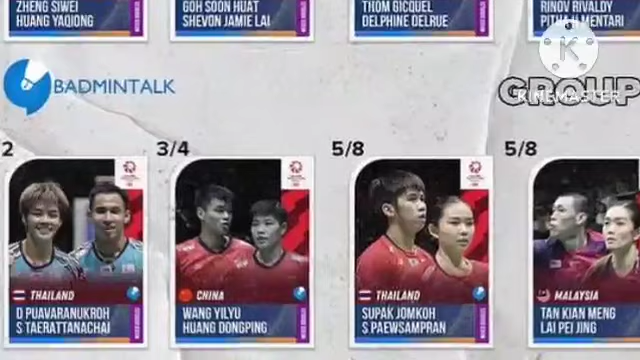 ZHENG SIWEI
HUANG YAQIONG
GOH SOON HUAT
SHEVON JAMIE LAI
THOM GICQUEL
DELPHINE DELRUE
RINOV RIVALDY
PITHA H MENTARI
BADMINTALK
GROUP
KINEMASTER
2
3/4
5/8
5/8
THAILAND
D PUAVARANUKROH
S TAERATTANACHAI
CHINA
WANG YILYU
HUANG DONGPING
THAILAND
SUPAK JOMKOH
S PAEWSAMPRAN
MALAYSIA
TAN KIAN MENG
LAI PEI JING